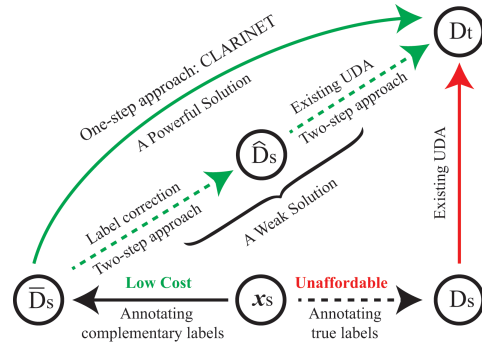 Dt
One-step approach: CLARINET
A Powerful Solution
Existing UDA
Two-step approach
D̂s
Label correction
Two-step approach
A Weak Solution
Existing UDA
D̅s
Low Cost
Annotating
complementary labels
xs
Unaffordable
Annotating
true labels
Ds